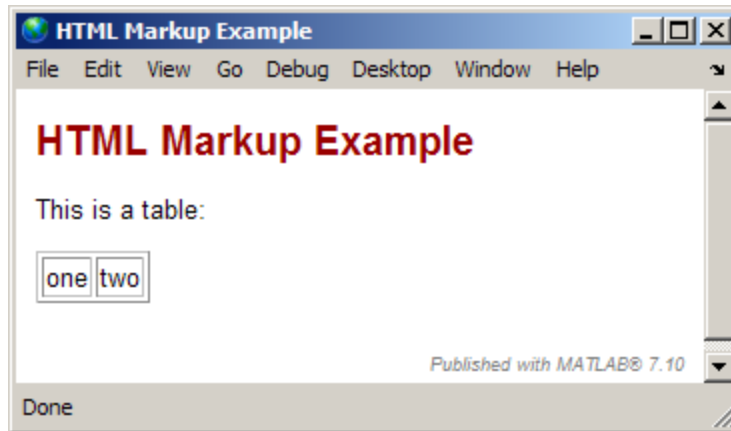 HTML Markup Example
File Edit View Go Debug Desktop Window Help
HTML Markup Example
This is a table:
one two
Published with MATLAB® 7.10
Done